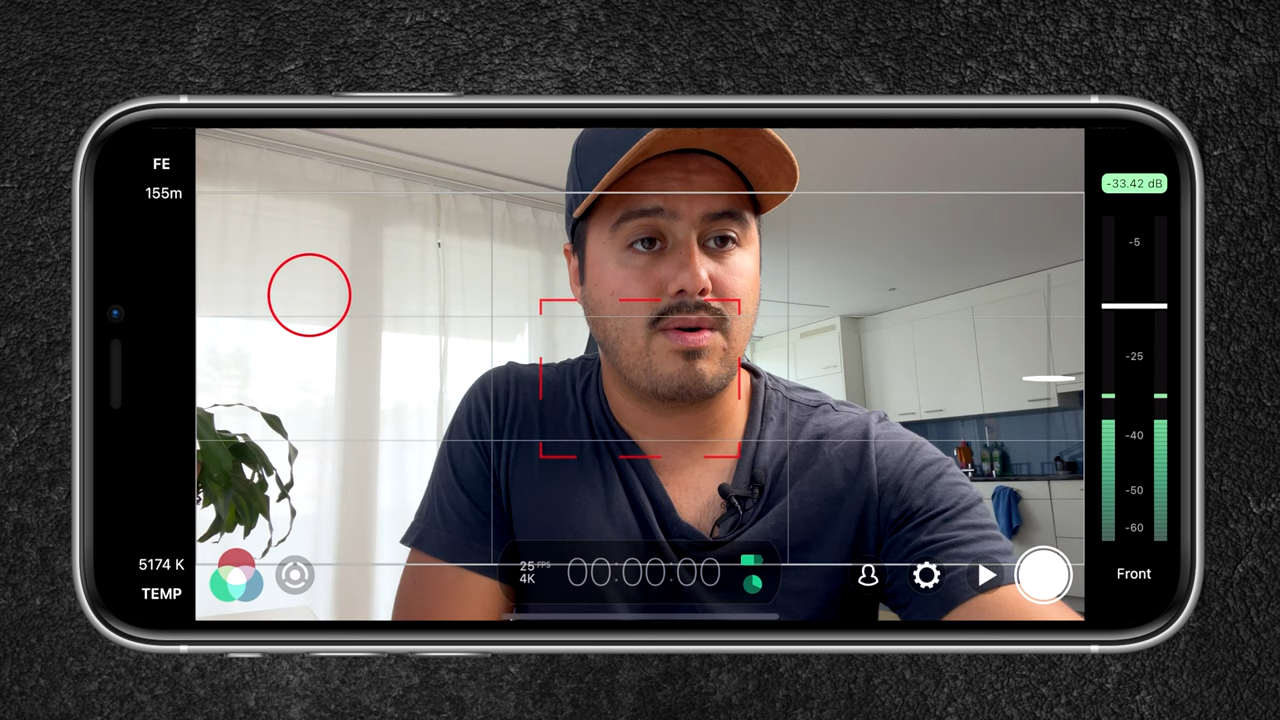 FE
155m
-33.42 dB
-5
-25
-40
-50
-60
5174 K
TEMP
25 FPS
4K
00:00:00
Front